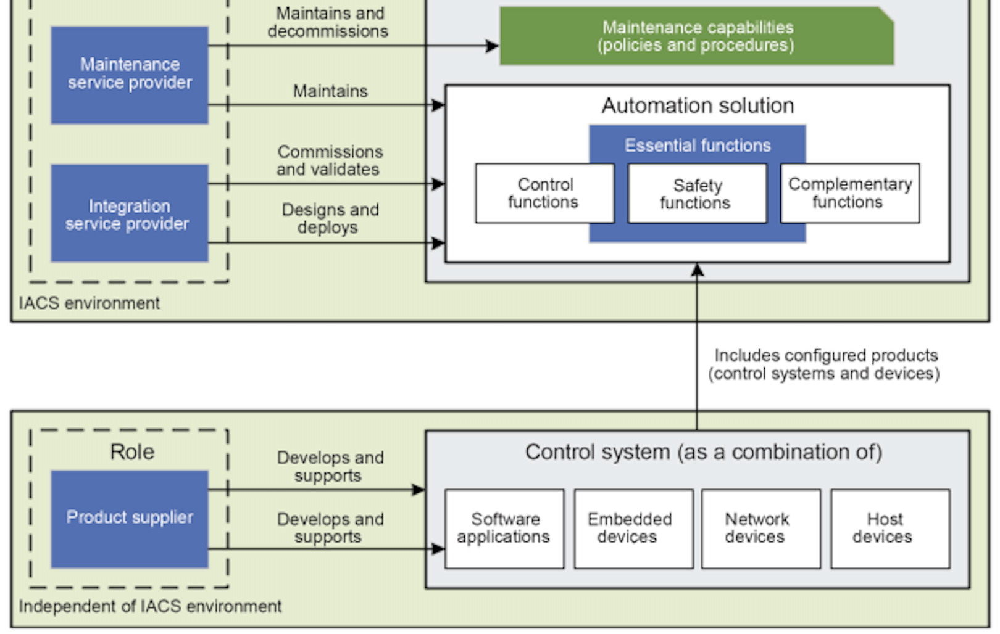 Maintains and
decommissions
Maintenance capabilities
(policies and procedures)
Maintenance
service provider
Maintains
Automation solution
Essential functions
Commissions
and validates
Control
functions
Safety
functions
Complementary
functions
Integration
service provider
Designs and
deploys
IACS environment
Includes configured products
(control systems and devices)
Role
Develops and
supports
Control system (as a combination of)
Product supplier
Develops and
supports
Software
applications
Embedded
devices
Network
devices
Host
devices
Independent of IACS environment